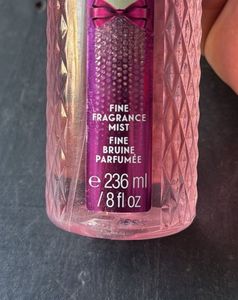 FINE
FRAGRANCE
MIST
FINE
BRUINE
PARFUMÉE
℮ 236 ml
/ 8 fl oz